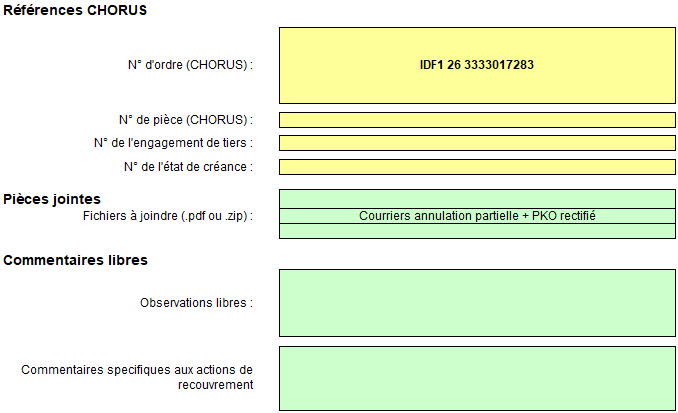 Références CHORUS
N° d'ordre (CHORUS) :
IDF1 26 3333017283
N° de pièce (CHORUS) :
N° de l'engagement de tiers :
N° de l'état de créance :
Pièces jointes
Fichiers à joindre (.pdf ou .zip) :
Courriers annulation partielle + PKO rectifié
Commentaires libres
Observations libres :
Commentaires specifiques aux actions de
recouvrement